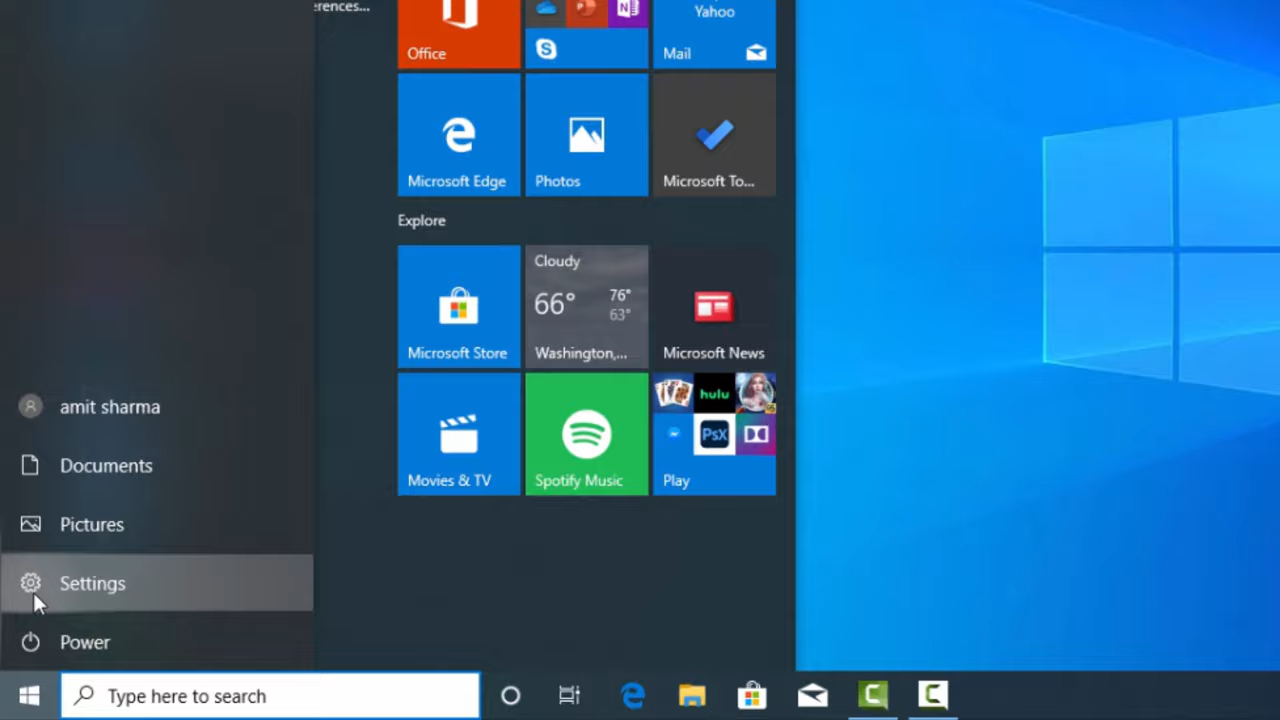 erences...
Office
Yahoo
Mail
Microsoft Edge
Photos
Microsoft To...
Explore
Microsoft Store
Cloudy
66°
76°
63°
Washington,...
Microsoft News
Movies & TV
Spotify Music
hulu
PsX
Play
amit sharma
Documents
Pictures
Settings
Power
Type here to search